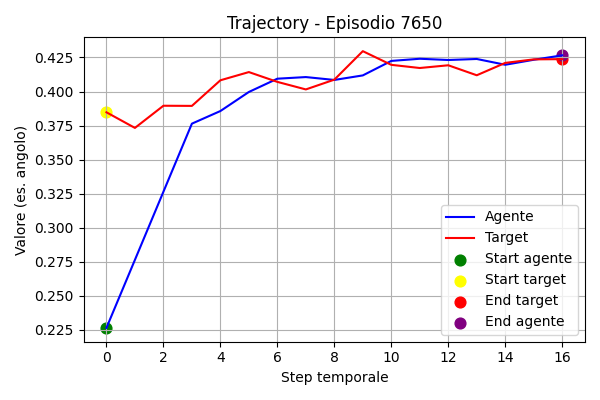 Trajectory - Episodio 7650
Valore (es. angolo)
0.425
0.400
0.375
0.350
0.325
0.300
0.275
0.250
0.225
0 2 4 6 8 10 12 14 16
Step temporale
Agente
Target
Start agente
Start target
End target
End agente